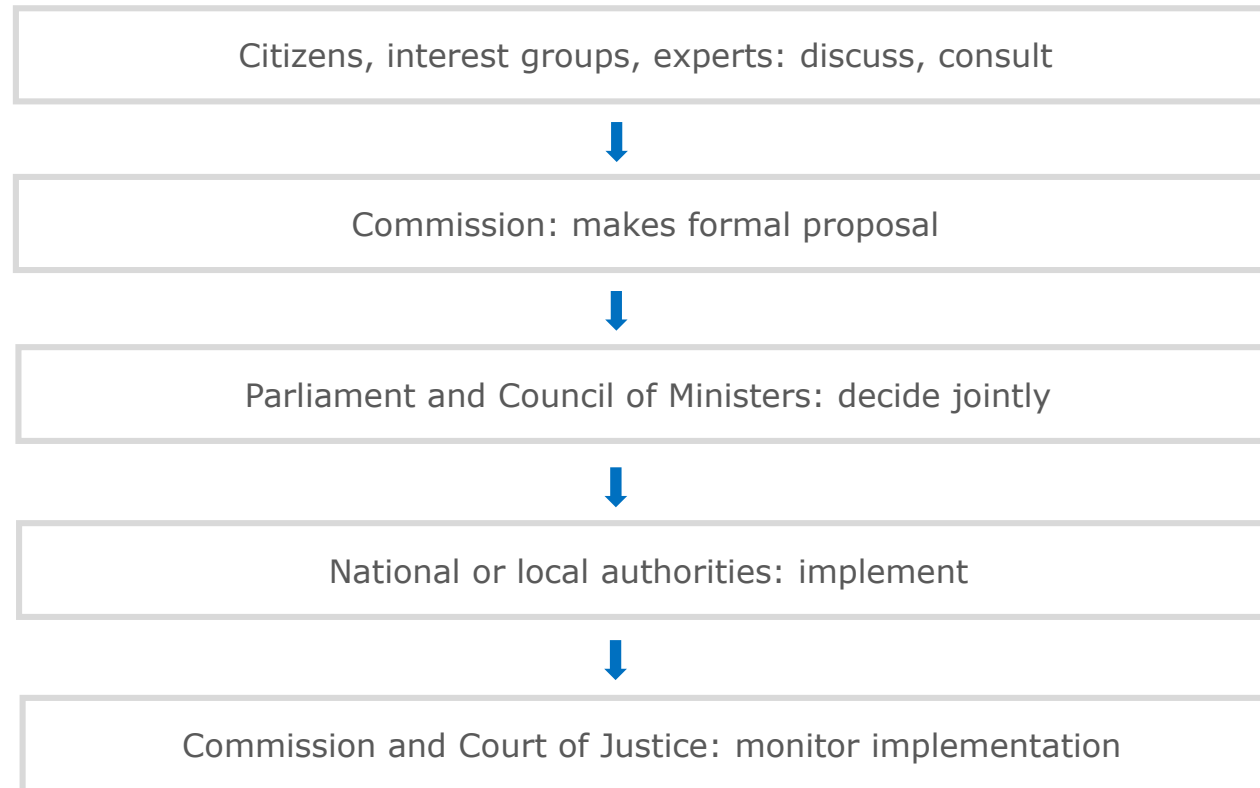 Citizens, interest groups, experts: discuss, consult
Commission: makes formal proposal
Parliament and Council of Ministers: decide jointly
National or local authorities: implement
Commission and Court of Justice: monitor implementation